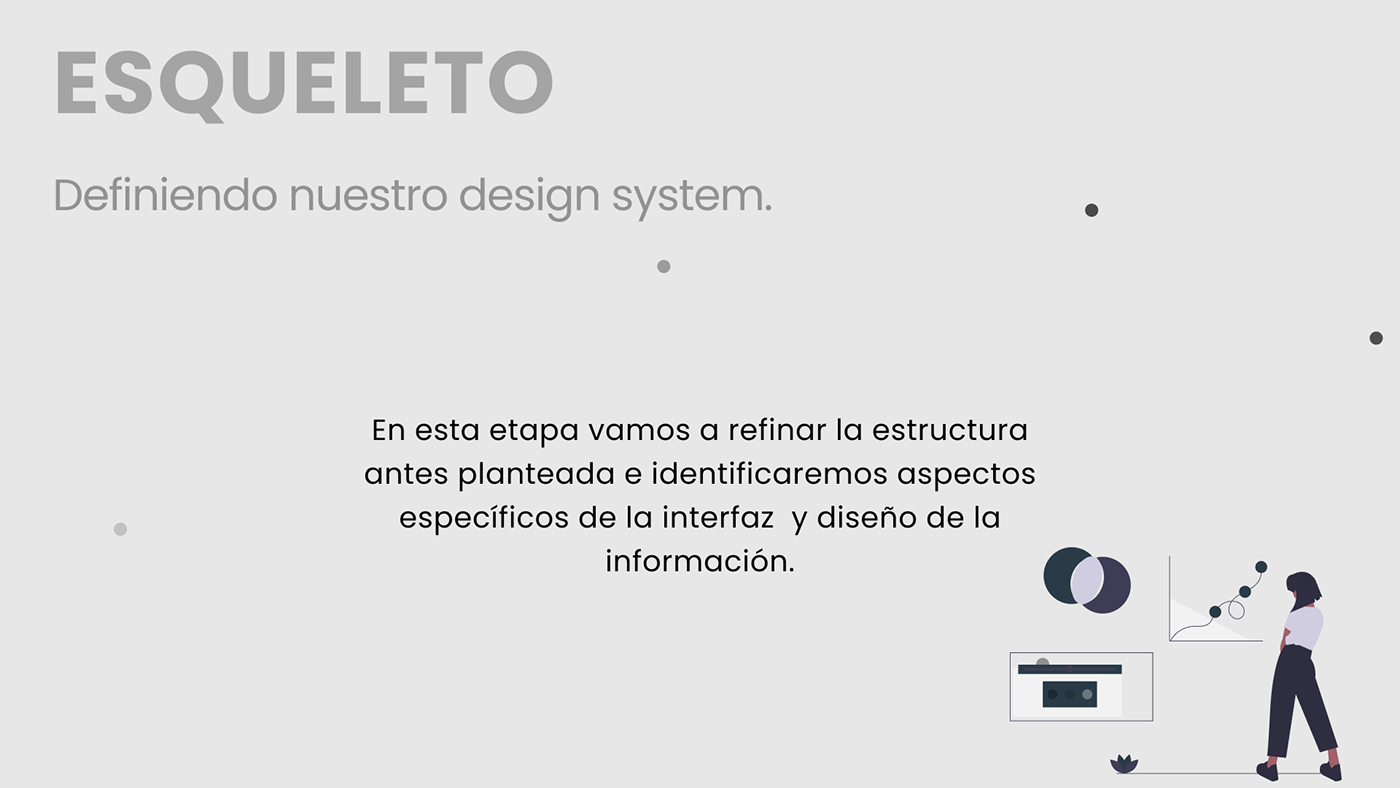 ESQUELETO
Definiendo nuestro design system.
En esta etapa vamos a refinar la estructura
antes planteada e identificaremos aspectos
específicos de la interfaz  y diseño de la
información.